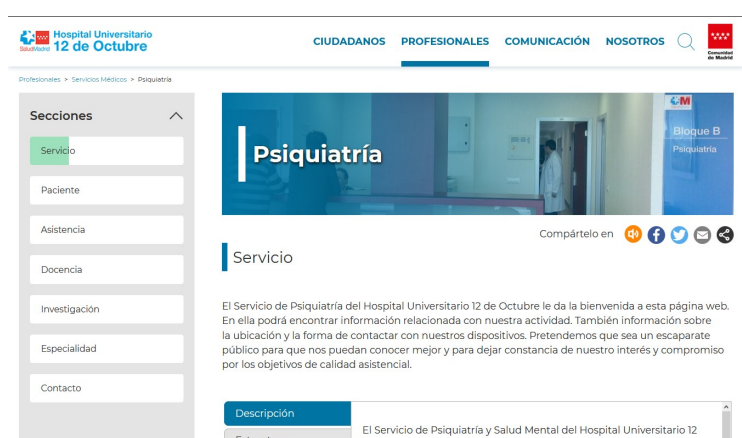 Hospital Universitario
12 de Octubre
SaludMadrid
CIUDADANOS PROFESIONALES COMUNICACIÓN NOSOTROS
Comunidad
de Madrid
Profesionales > Servicios Médicos > Psiquiatría
Secciones
Servicio
Paciente
Asistencia
Docencia
Investigación
Especialidad
Contacto
M
Bloque B
Psiquiatría
Psiquiatría
Compártelo en
Servicio
El Servicio de Psiquiatría del Hospital Universitario 12 de Octubre le da la bienvenida a esta página web.
En ella podrá encontrar información relacionada con nuestra actividad. También información sobre
la ubicación y la forma de contactar con nuestros dispositivos. Pretendemos que sea un escaparate
público para que nos puedan conocer mejor y para dejar constancia de nuestro interés y compromiso
por los objetivos de calidad asistencial.
Descripción
El Servicio de Psiquiatría y Salud Mental del Hospital Universitario 12